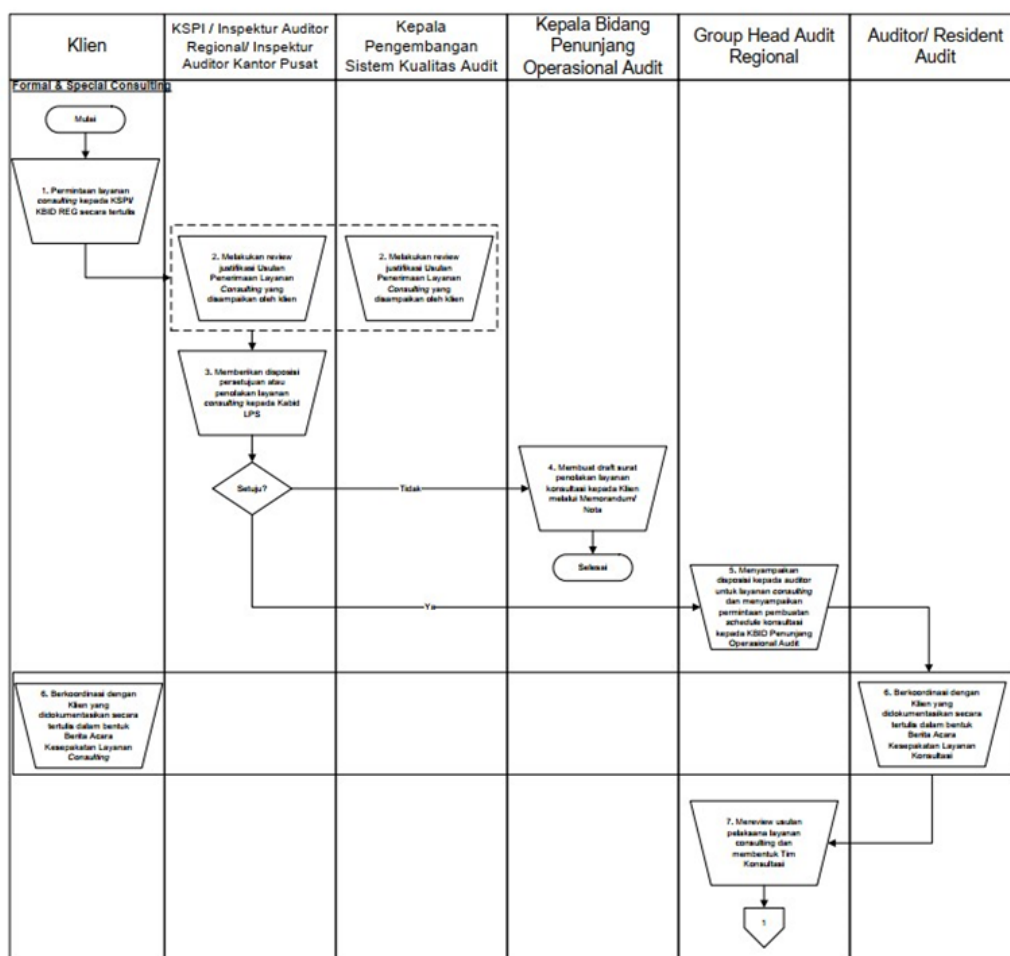 Klien
KSPI / Inspektur Auditor
Regional/ Inspektur
Auditor Kantor Pusat
Kepala
Pengembangan
Sistem Kualitas Audit
Kepala Bidang
Penunjang
Operasional Audit
Group Head Audit
Regional
Auditor/ Resident
Audit
Formal & Special Consulting
Mulai
1. Permintaan layanan
consulting kepada KSPI/
KBID REG secara tertulis
2. Melakukan review
justifikasi Usulan
Penerimaan Layanan
Consulting yang
disampaikan oleh klien
2. Melakukan review
justifikasi Usulan
Penerimaan Layanan
Consulting yang
disampaikan oleh klien
3. Memberikan disposisi
persetujuan atau
penolakan layanan
consulting kepada Kabid
LPS
Setuju?
Tidak
4. Membuat draft surat
penolakan layanan
konsultasi kepada Klien
melalui Memorandum/
Nota
Selesai
Ya
5. Menyampaikan
disposisi kepada auditor
untuk layanan consulting
dan menyampaikan
permintaan pembuatan
schedule konsultasi
kepada KBID Penunjang
Operasional Audit
6. Berkoordinasi dengan
Klien yang
didokumentasikan secara
tertulis dalam bentuk
Berita Acara
Kesepakatan Layanan
Consulting
6. Berkoordinasi dengan
Klien yang
didokumentasikan secara
tertulis dalam bentuk
Berita Acara
Kesepakatan Layanan
Konsultasi
7. Mereview usulan
pelaksana layanan
consulting dan
membentuk Tim
Konsultasi
1